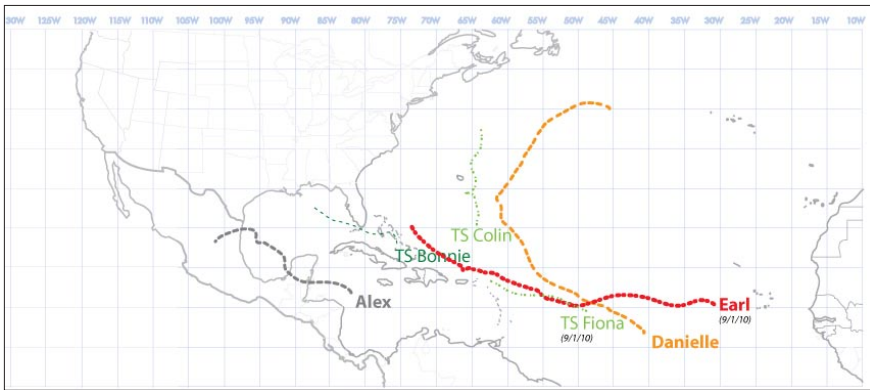 130W 125W 120W 115W 110W 105W 100W 95W 90W 85W 80W 75W 70W 65W 60W 55W 50W 45W 40W 35W 30W 25W 20W 15W 10W
TS Colin
TS Bonnie
Alex
Earl
(9/1/10)
TS Fiona
(9/1/10)
Danielle